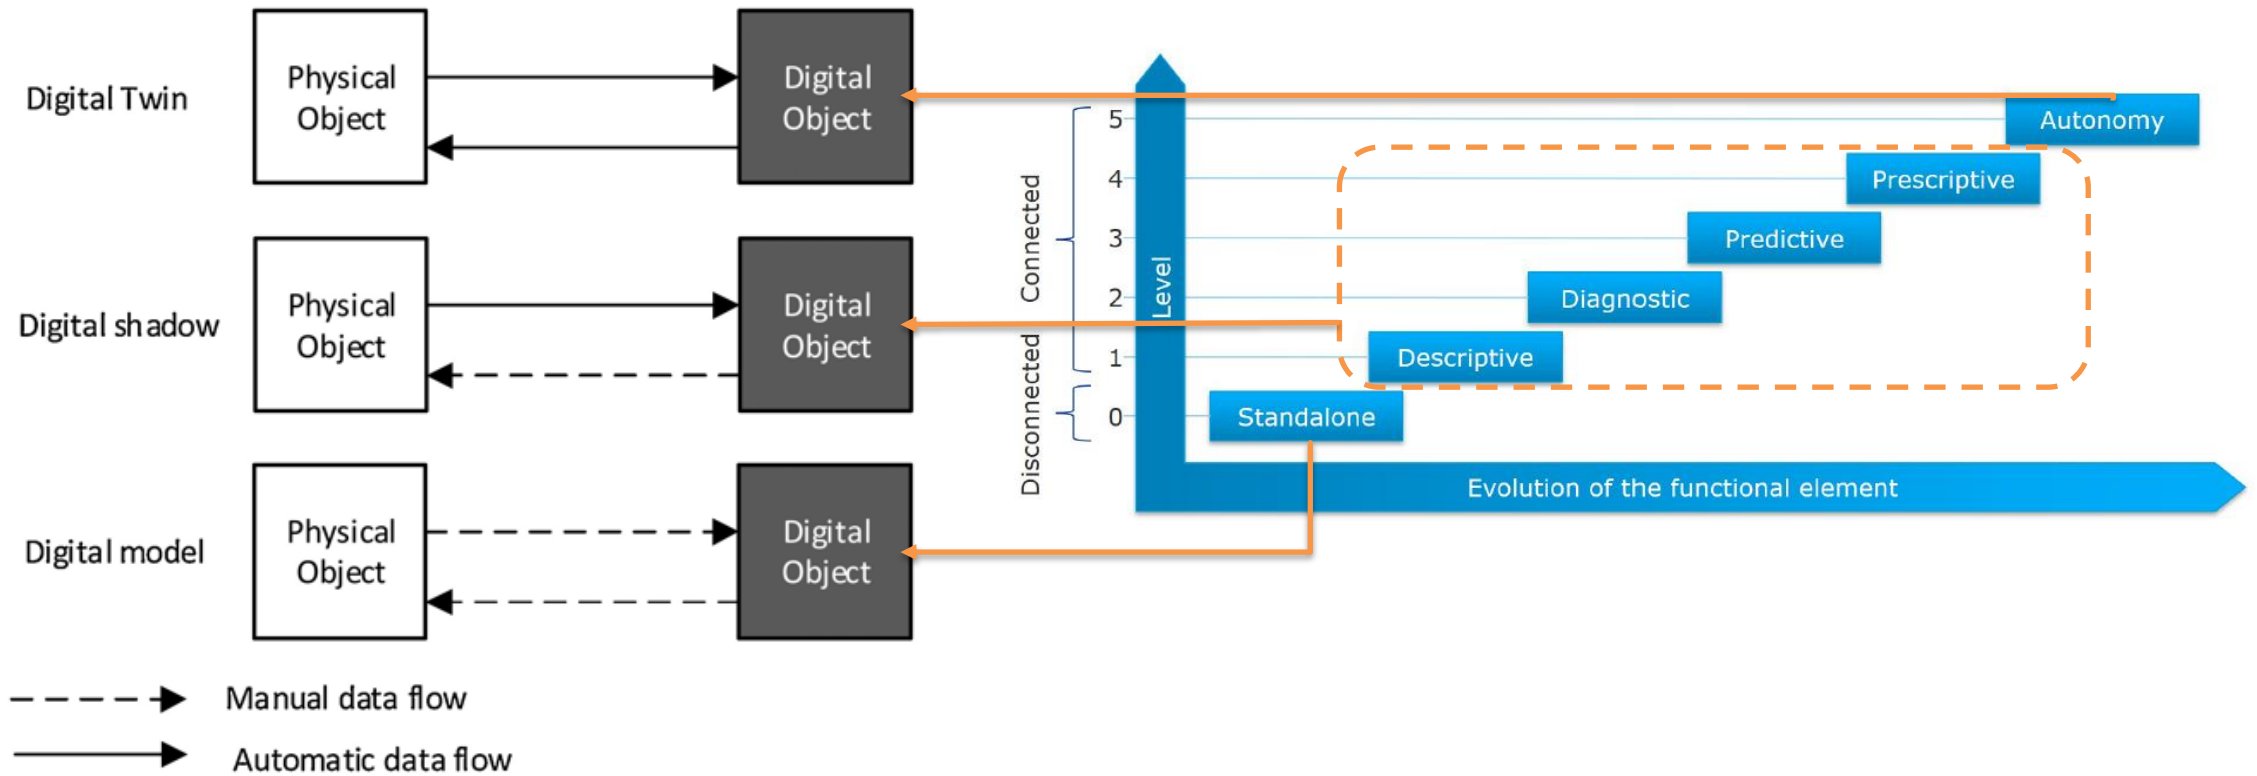 Digital Twin
Physical
Object
Digital
Object
Digital shadow
Physical
Object
Digital
Object
Digital model
Physical
Object
Digital
Object
Manual data flow
Automatic data flow
Connected
Disconnected
5
4
3
2
1
0
Level
Autonomy
Prescriptive
Predictive
Diagnostic
Descriptive
Standalone
Evolution of the functional element